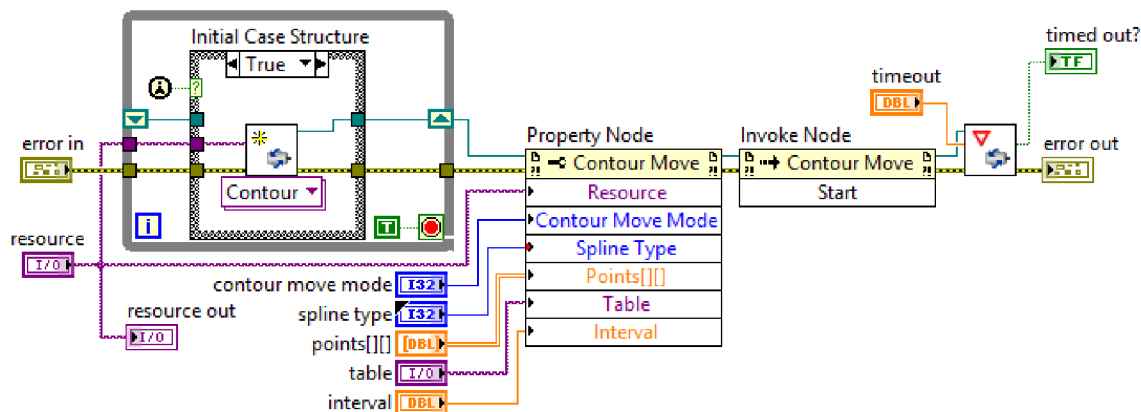 Initial Case Structure
True
?
error in
Contour
i
T
resource
I/O
resource out
I/O
Property Node
Contour Move
Resource
Contour Move Mode
Spline Type
Points[][]
Table
Interval
contour move mode
I32
spline type
I32
points[][]
[DBL]
table
I/O
interval
DBL
Invoke Node
Contour Move
Start
timeout
DBL
timed out?
TF
error out